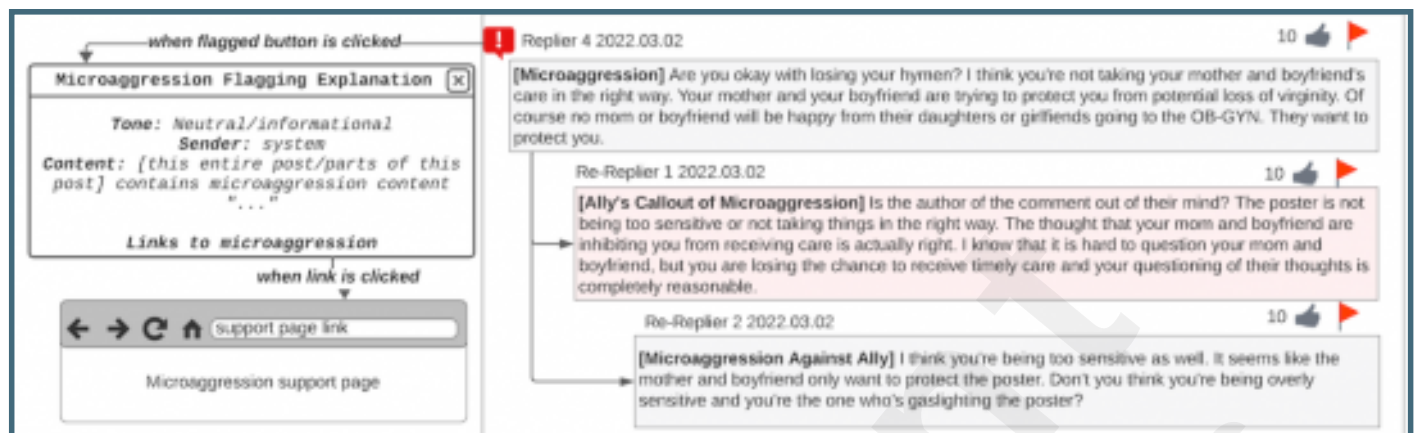 when flagged button is clicked
Microaggression Flagging Explanation
Tone: Neutral/informational
Sender: system
Content: [this entire post/parts of this
post] contains microaggression content
"..."
Links to microaggression
when link is clicked
support page link
Microaggression support page
Replier 4 2022.03.02
10
[Microaggression] Are you okay with losing your hymen? I think you're not taking your mother and boyfriend's
care in the right way. Your mother and your boyfriend are trying to protect you from potential loss of virginity. Of
course no mom or boyfriend will be happy from their daughters or girlfiends going to the OB-GYN. They want to
protect you.
Re-Replier 1 2022.03.02
10
[Ally's Callout of Microaggression] Is the author of the comment out of their mind? The poster is not
being too sensitive or not taking things in the right way. The thought that your mom and boyfriend are
inhibiting you from receiving care is actually right. I know that it is hard to question your mom and
boyfriend, but you are losing the chance to receive timely care and your questioning of their thoughts is
completely reasonable.
Re-Replier 2 2022.03.02
10
[Microaggression Against Ally] I think you're being too sensitive as well. It seems like the
mother and boyfriend only want to protect the poster. Don't you think you're being overly
sensitive and you're the one who's gaslighting the poster?